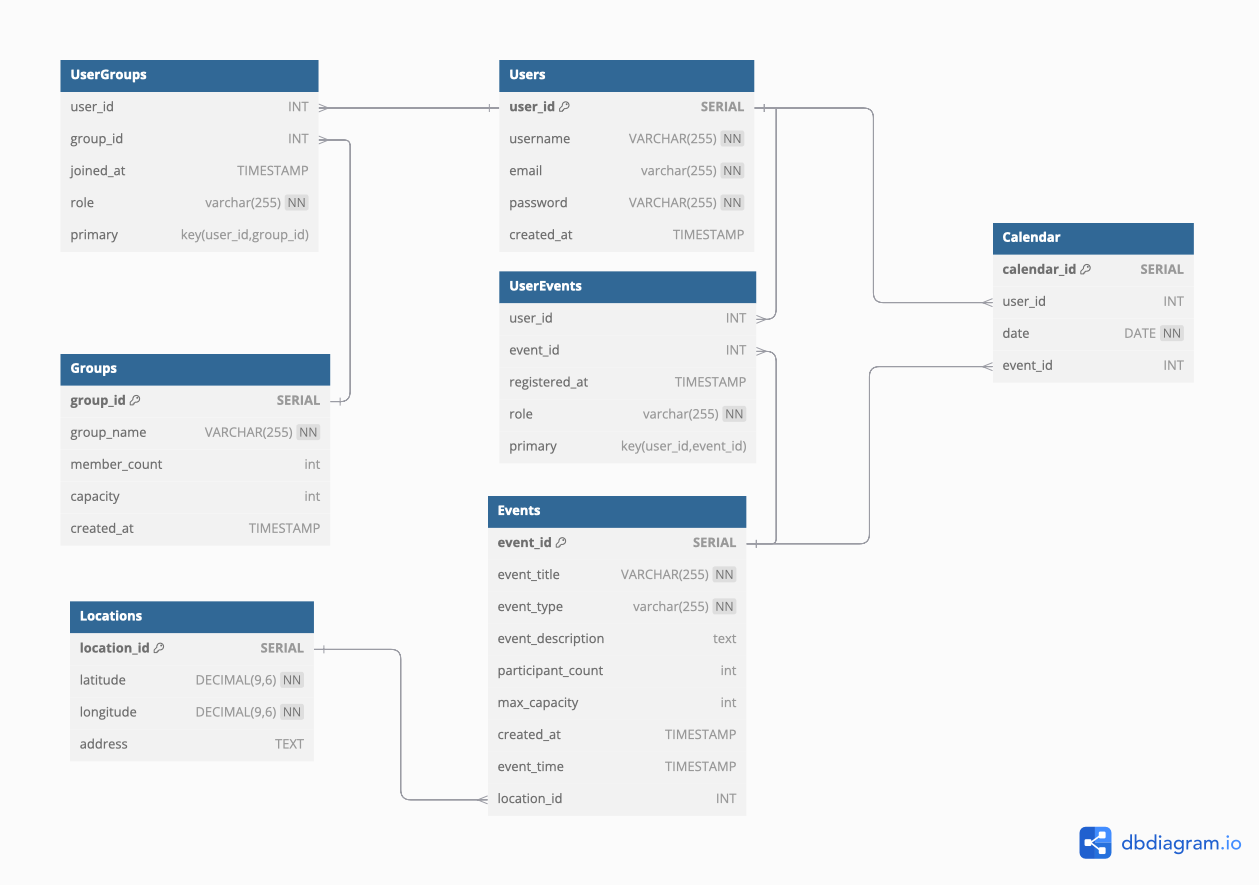 UserGroups
user_id INT
group_id INT
joined_at TIMESTAMP
role varchar(255) NN
primary key(user_id,group_id)
Users
user_id SERIAL
username VARCHAR(255) NN
email varchar(255) NN
password VARCHAR(255) NN
created_at TIMESTAMP
Calendar
calendar_id SERIAL
user_id INT
date DATE NN
event_id INT
UserEvents
user_id INT
event_id INT
registered_at TIMESTAMP
role varchar(255) NN
primary key(user_id,event_id)
Groups
group_id SERIAL
group_name VARCHAR(255) NN
member_count int
capacity int
created_at TIMESTAMP
Events
event_id SERIAL
event_title VARCHAR(255) NN
event_type varchar(255) NN
event_description text
participant_count int
max_capacity int
created_at TIMESTAMP
event_time TIMESTAMP
location_id INT
Locations
location_id SERIAL
latitude DECIMAL(9,6) NN
longitude DECIMAL(9,6) NN
address TEXT
dbdiagram.io